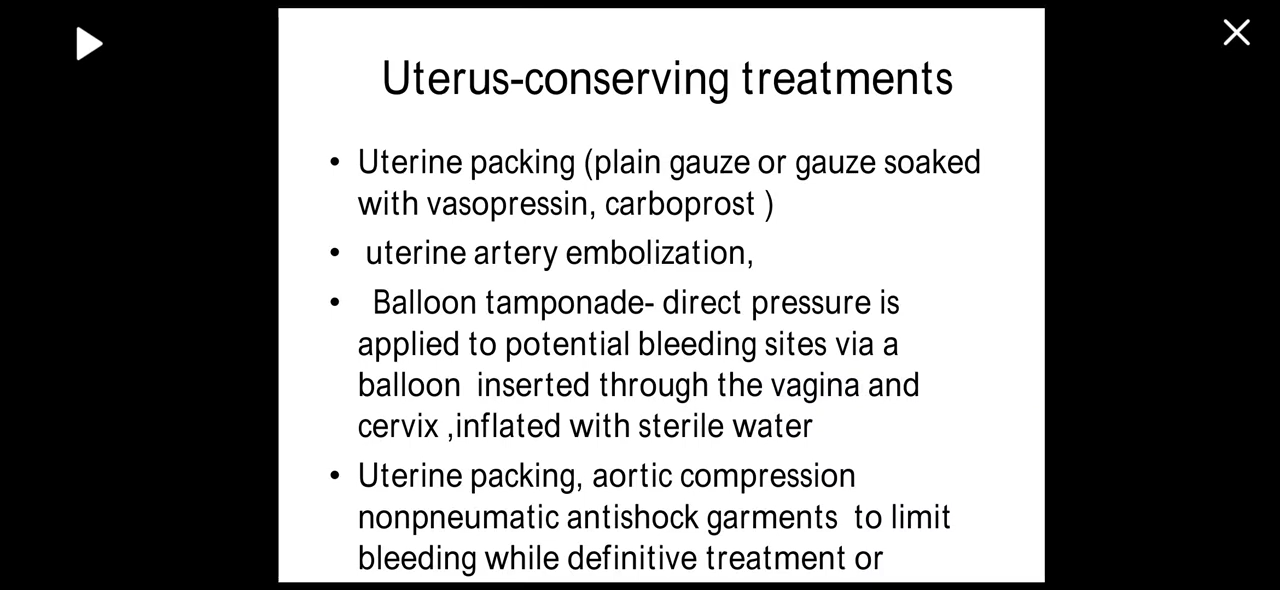 Uterus-conserving treatments
• Uterine packing (plain gauze or gauze soaked
with vasopressin, carboprost )
• uterine artery embolization,
• Balloon tamponade- direct pressure is
applied to potential bleeding sites via a
balloon inserted through the vagina and
cervix ,inflated with sterile water
• Uterine packing, aortic compression
nonpneumatic antishock garments to limit
bleeding while definitive treatment or